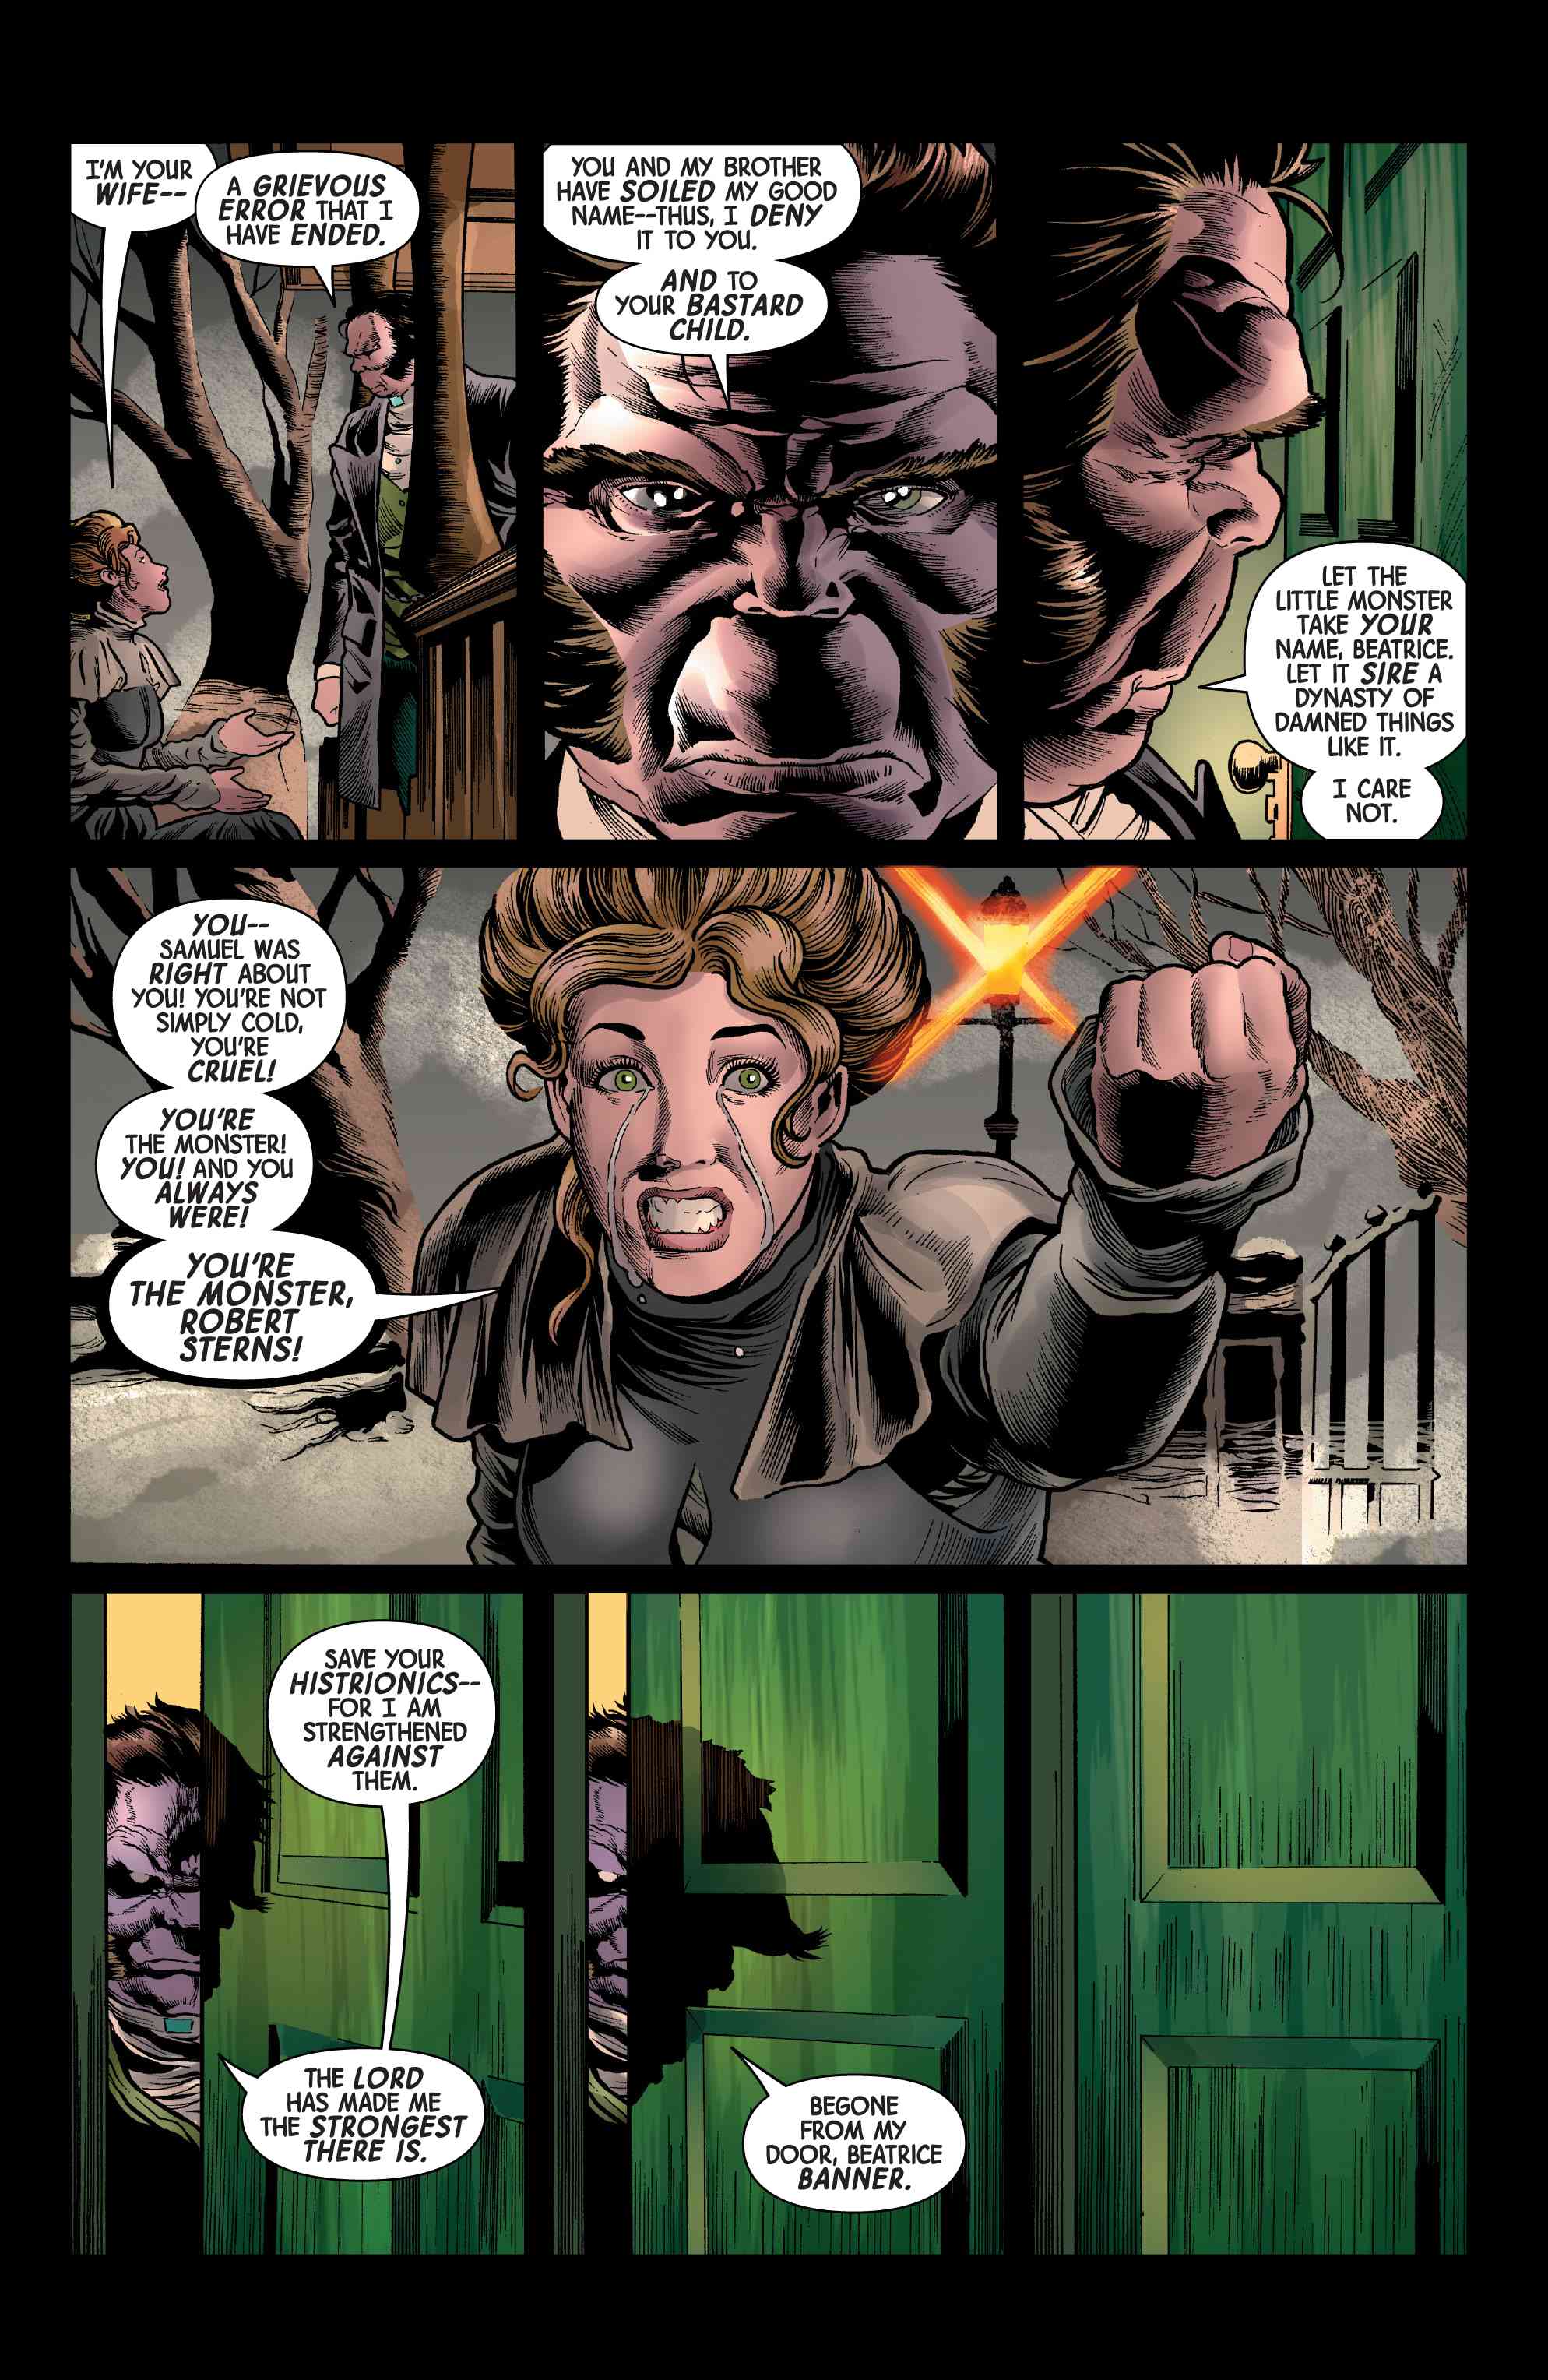 I'M YOUR
WIFE--
A GRIEVOUS
ERROR THAT I
HAVE ENDED.
YOU AND MY BROTHER
HAVE SOILED MY GOOD
NAME--THUS, I DENY
IT TO YOU.
AND TO
YOUR BASTARD
CHILD.
LET THE
LITTLE MONSTER
TAKE YOUR
NAME, BEATRICE.
LET IT SIRE A
DYNASTY OF
DAMNED THINGS
LIKE IT.
I CARE
NOT.
YOU--
SAMUEL WAS
RIGHT ABOUT
YOU! YOU'RE NOT
SIMPLY COLD,
YOU'RE
CRUEL!
YOU'RE
THE MONSTER!
YOU! AND YOU
ALWAYS
WERE!
YOU'RE
THE MONSTER,
ROBERT
STERNS!
SAVE YOUR
HISTRIONICS--
FOR I AM
STRENGTHENED
AGAINST
THEM.
THE LORD
HAS MADE ME
THE STRONGEST
THERE IS.
BEGONE
FROM MY
DOOR, BEATRICE
BANNER.